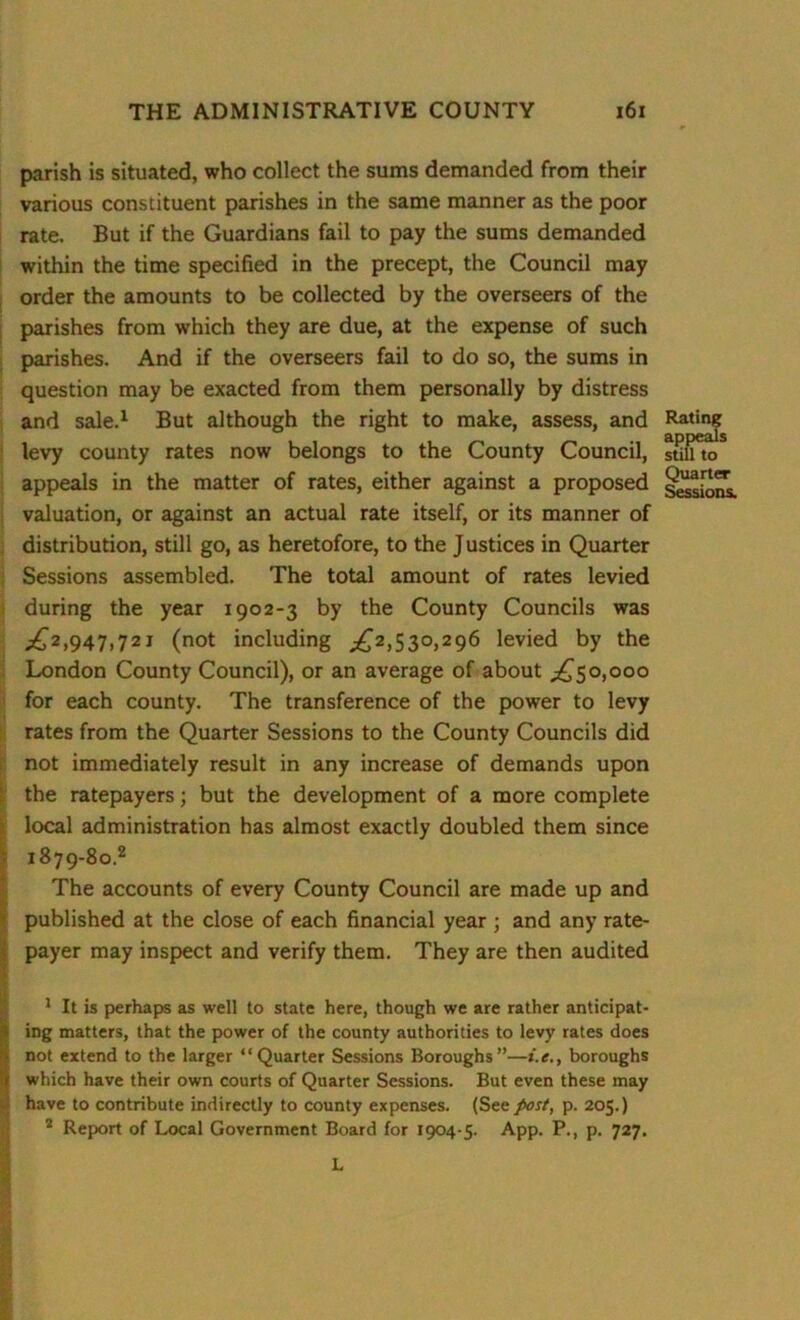 THE ADMINISTRATIVE COUNTY 161
parish is situated, who collect the sums demanded from their
various constituent parishes in the same manner as the poor
rate. But if the Guardians fail to pay the sums demanded
within the time specified in the precept, the Council may
order the amounts to be collected by the overseers of the
parishes from which they are due, at the expense of such
parishes. And if the overseers fail to do so, the sums in
question may be exacted from them personally by distress
and sale.¹ But although the right to make, assess, and
levy county rates now belongs to the County Council,
appeals in the matter of rates, either against a proposed
valuation, or against an actual rate itself, or its manner of
distribution, still go, as heretofore, to the Justices in Quarter
Sessions assembled. The total amount of rates levied
during the year 1902-3 by the County Councils was
£2,947,721 (not including £2,530,296 levied by the
London County Council), or an average of about £50,000
for each county. The transference of the power to levy
rates from the Quarter Sessions to the County Councils did
not immediately result in any increase of demands upon
the ratepayers; but the development of a more complete
local administration has almost exactly doubled them since
1879-80.²
The accounts of every County Council are made up and
published at the close of each financial year ; and any rate-
payer may inspect and verify them. They are then audited
Rating
appeals
still to
Quarter
Sessions.
¹ It is perhaps as well to state here, though we are rather anticipat-
ing matters, that the power of the county authorities to levy rates does
not extend to the larger “Quarter Sessions Boroughs”—i.e., boroughs
which have their own courts of Quarter Sessions. But even these may
have to contribute indirectly to county expenses. (See post, p. 205.)
² Report of Local Government Board for 1904-5. App. P., p. 727.
L